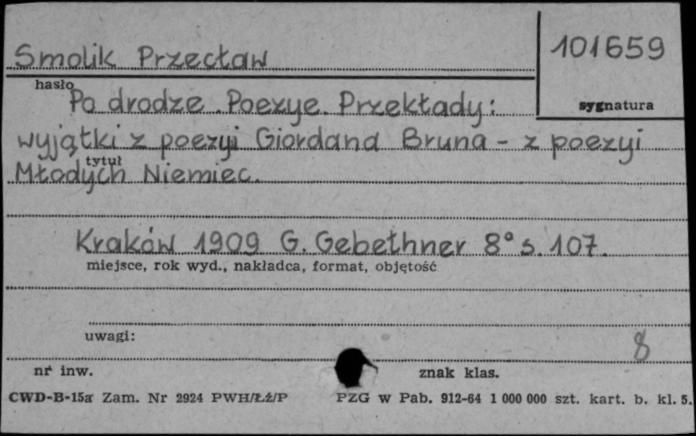 Smolik Przecław
101659
hasło
sygnatura
Po drodze. Poezye. Przekłady:
wyjątki z poezyi Giordana Bruna - z poezyi
tytuł
Młodych Niemiec.
Kraków 1909 G. Gebethner 8° s. 107.
miejsce, rok wyd., nakładca, format, objętość
uwagi:
8
nr inw.
znak klas.
CWD-B-15a Zam. Nr 2924 PWH/ŁŻ/P PZG w Pab. 912-64 1 000 000 szt. kart. b. kl. 5.